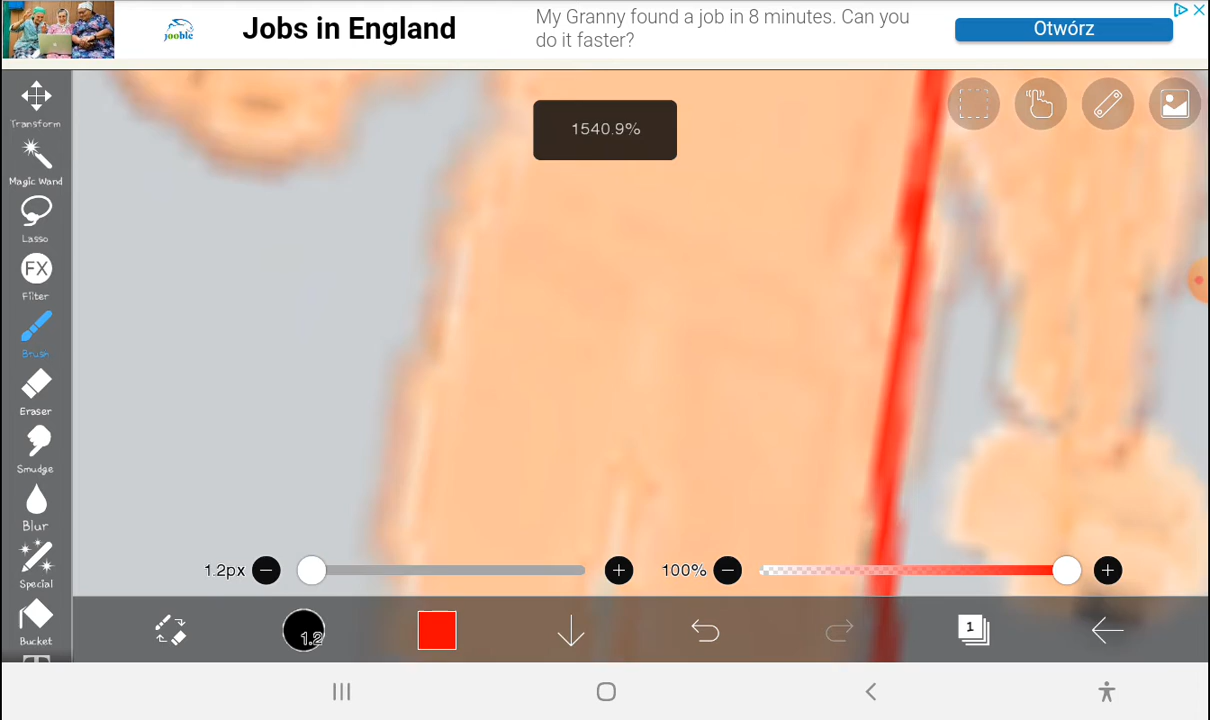 jooble
Jobs in England
My Granny found a job in 8 minutes. Can you
do it faster?
Otwórz
Transform
Magic Wand
Lasso
FX
Filter
Brush
Eraser
Smudge
Blur
Special
Bucket
1540.9%
1.2px
100%
1.2
1